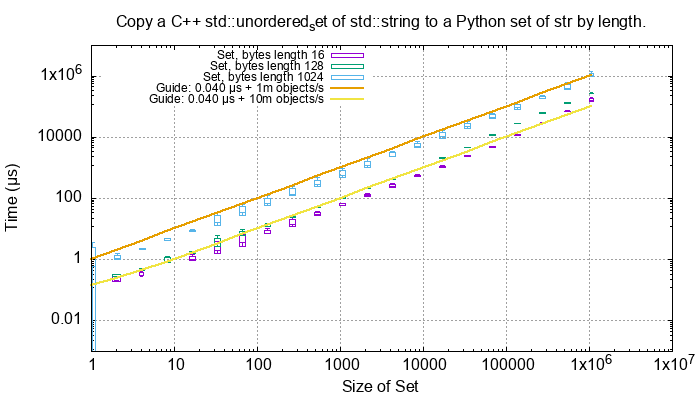 Copy a C++ std::unordered_set of std::string to a Python set of str by length.
Set, bytes length 16
Set, bytes length 128
Set, bytes length 1024
Guide: 0.040 µs + 1m objects/s
Guide: 0.040 µs + 10m objects/s
1x10^6
10000
100
1
0.01
Time (µs)
1 10 100 1000 10000 100000 1x10^6 1x10^7
Size of Set